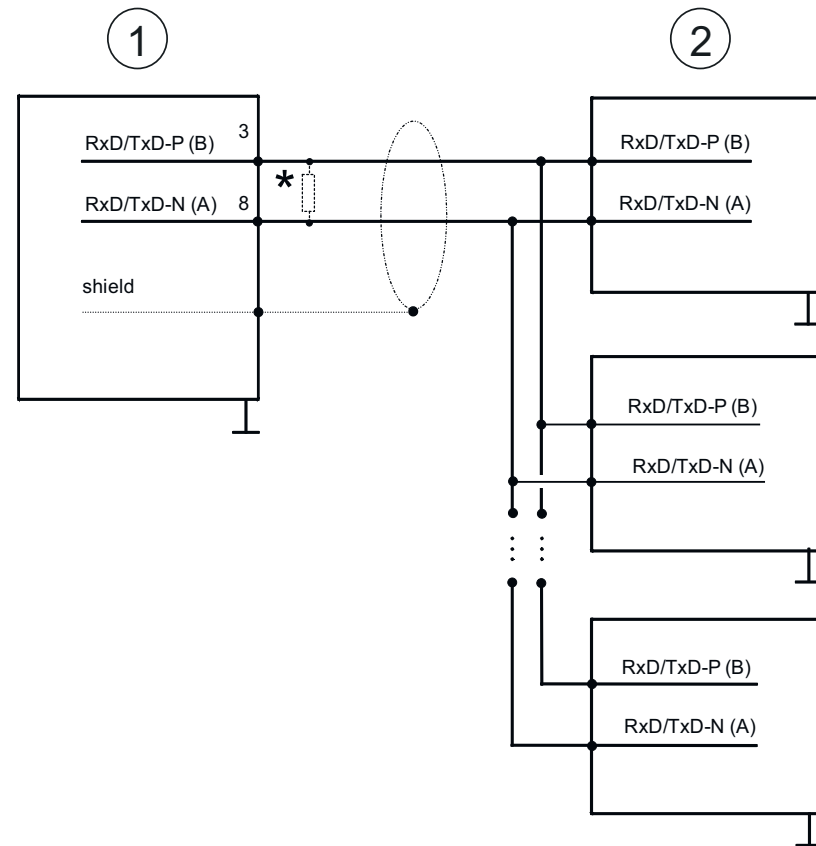 1
2
RxD/TxD-P (B) 3
RxD/TxD-N (A) 8
*
shield
RxD/TxD-P (B)
RxD/TxD-N (A)
RxD/TxD-P (B)
RxD/TxD-N (A)
RxD/TxD-P (B)
RxD/TxD-N (A)